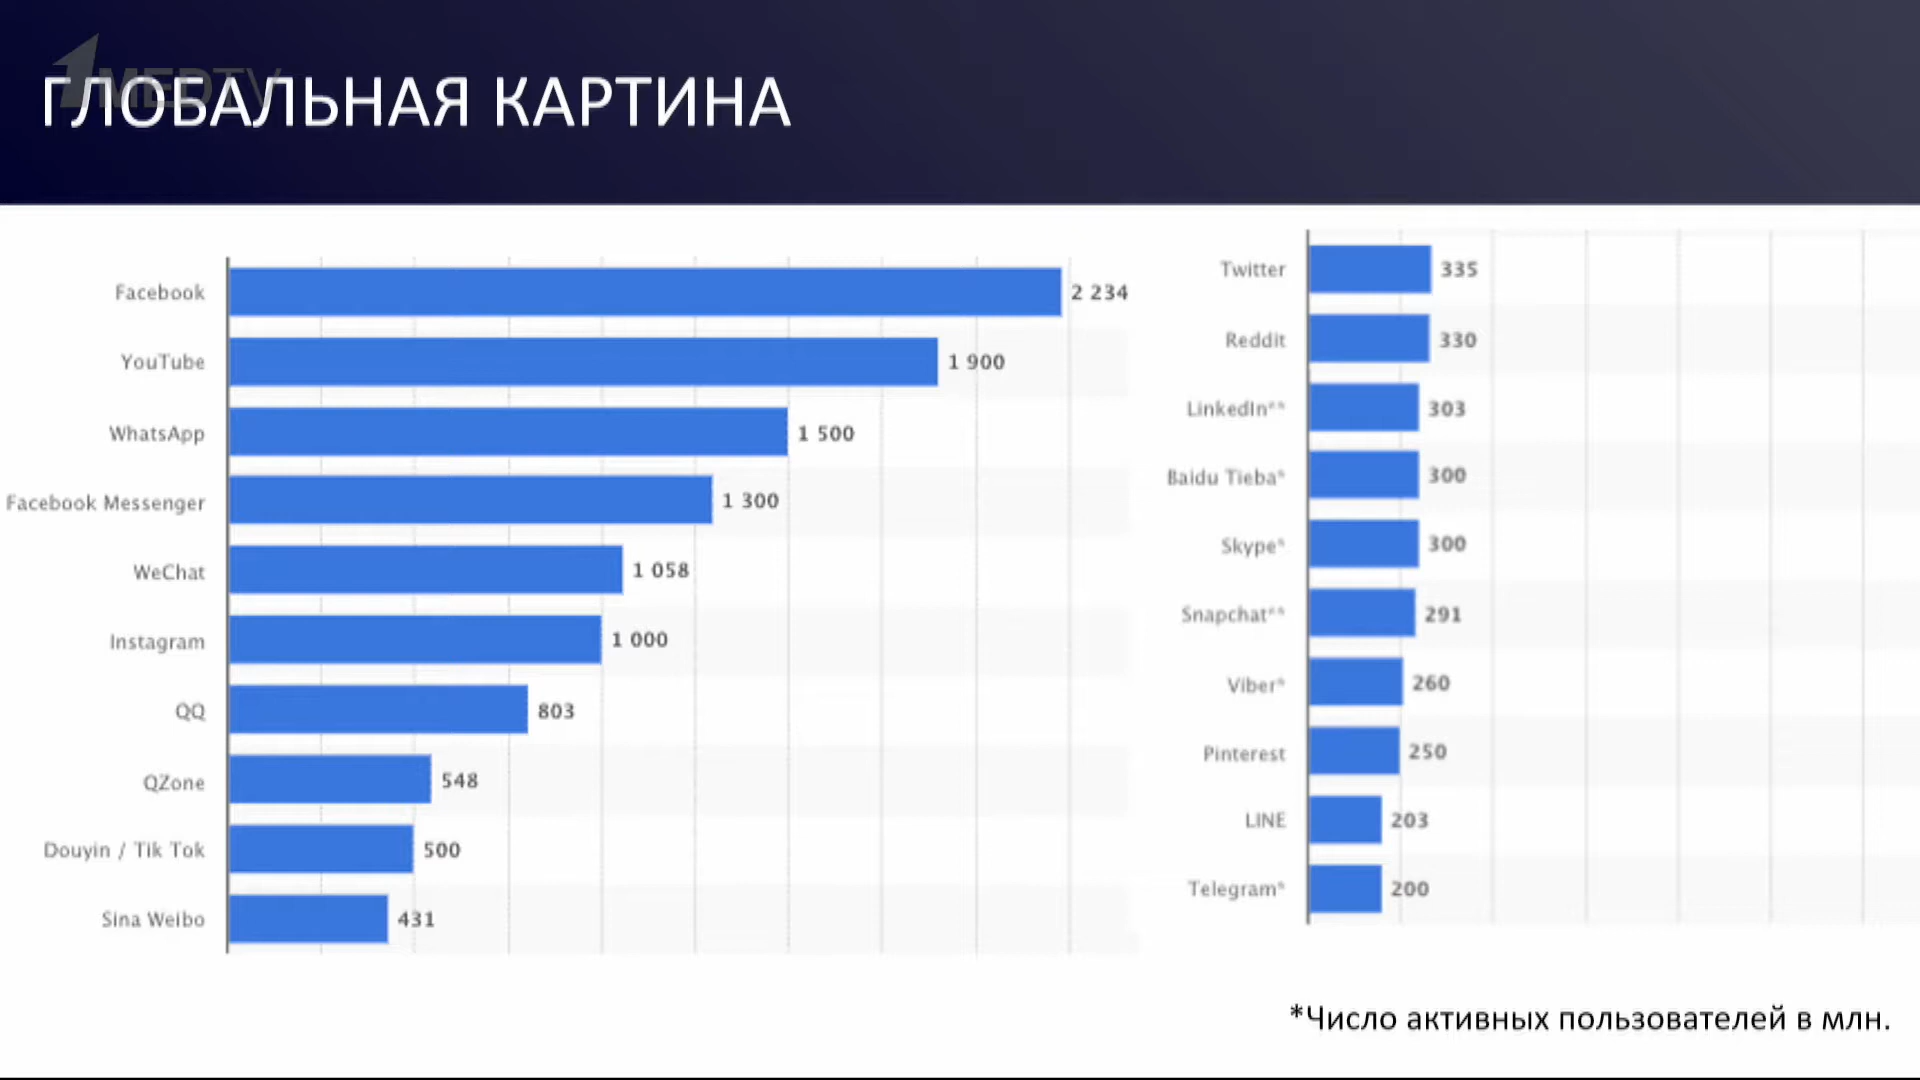 1MEDTV
ГЛОБАЛЬНАЯ КАРТИНА
Facebook 2 234
YouTube 1 900
WhatsApp 1 500
Facebook Messenger 1 300
WeChat 1 058
Instagram 1 000
QQ 803
QZone 548
Douyin / Tik Tok 500
Sina Weibo 431
Twitter 335
Reddit 330
LinkedIn** 303
Baidu Tieba* 300
Skype* 300
Snapchat** 291
Viber* 260
Pinterest 250
LINE 203
Telegram* 200
*Число активных пользователей в млн.